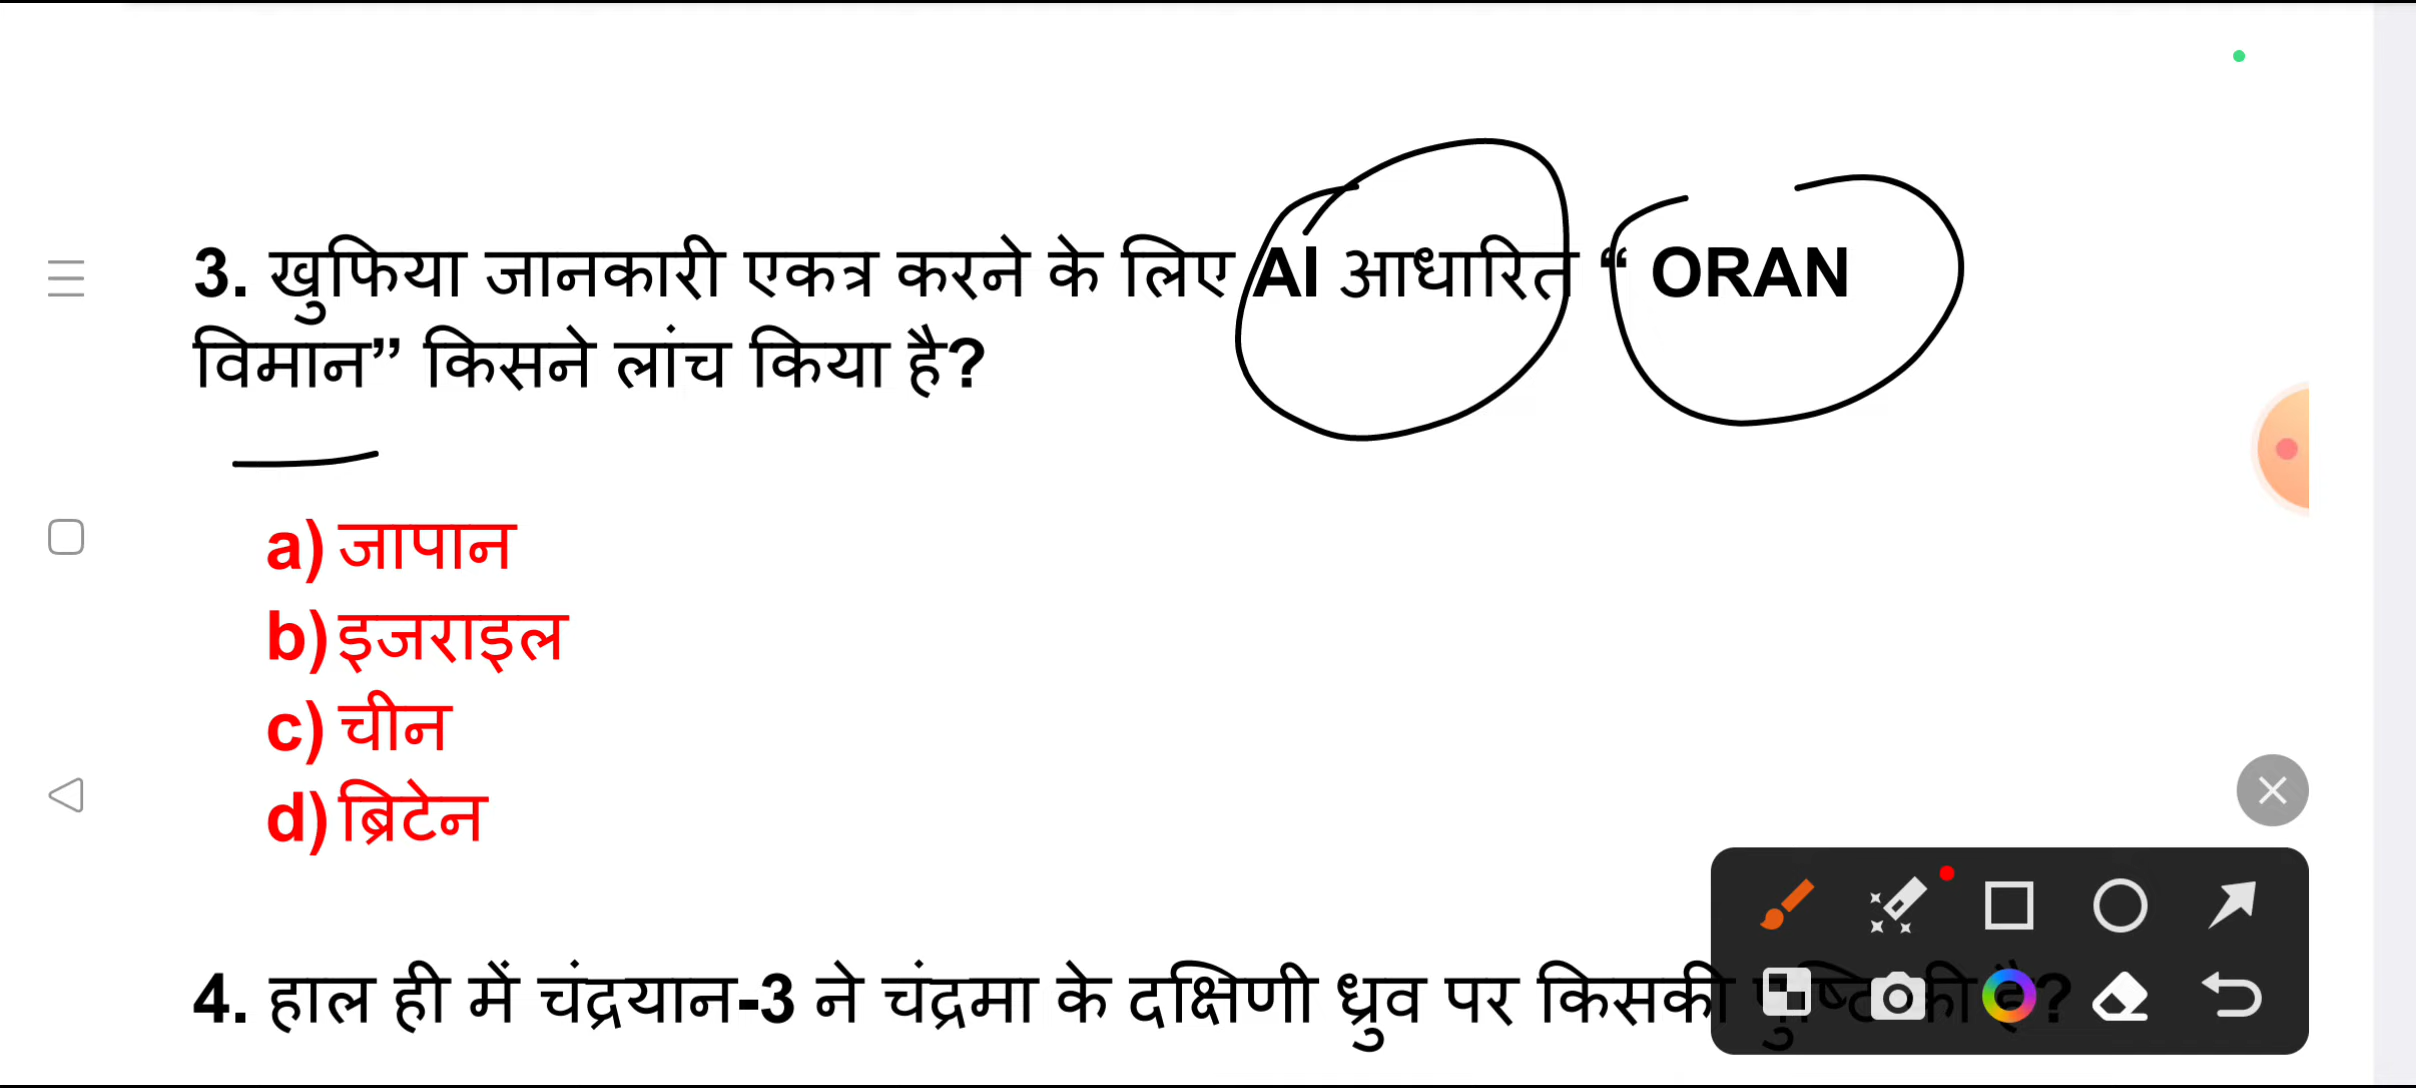 3. खुफिया जानकारी एकत्र करने के लिए AI आधारित “ ORAN
विमान” किसने लांच किया है?
a) जापान
b) इजराइल
c) चीन
d) ब्रिटेन
4. हाल ही में चंद्रयान-3 ने चंद्रमा के दक्षिणी ध्रुव पर किसकी पुष्टि की है?